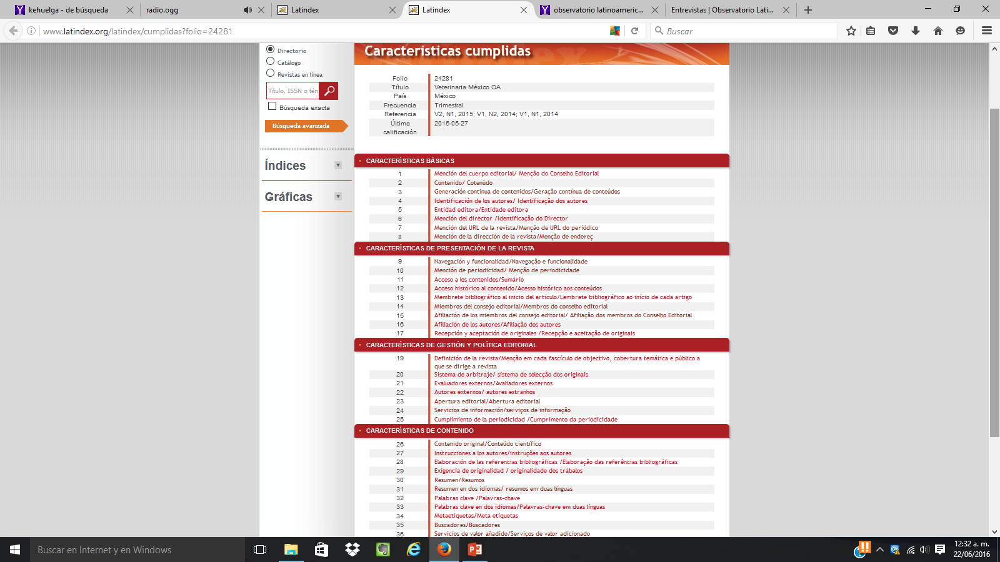 kehuelga - de búsqueda
radio.ogg
Latindex
Latindex
observatorio latinoameric...
Entrevistas | Observatorio Lati...
www.latindex.org/latindex/cumplidas?folio=24281
Buscar
Directorio
Catálogo
Revistas en línea
Título, ISSN o tér
Búsqueda exacta
Búsqueda avanzada
Índices
Gráficas
Características cumplidas
Folio 24281
Título Veterinaria México OA
País México
Frecuencia Trimestral
Referencia V2, N1, 2015; V1, N2, 2014; V1, N1, 2014
Última 2015-05-27
calificación
CARACTERÍSTICAS BÁSICAS
1 Mención del cuerpo editorial/ Menção do Conselho Editorial
2 Contenido/ Cotenùdo
3 Generación continua de contenidos/Geração contínua de conteúdos
4 Identificación de los autores/ Identificação dos autores
5 Entidad editora/Entidade editora
6 Mención del director /Identificação do Director
7 Mención del URL de la revista/Menção de URL do periódico
8 Mención de la dirección de la revista/Menção de endereç
CARACTERÍSTICAS DE PRESENTACIÓN DE LA REVISTA
9 Navegación y funcionalidad/Navegação e funcionalidade
10 Mención de periodicidad/ Menção de periodicidade
11 Acceso a los contenidos/Sumário
12 Acceso histórico al contenido/Acesso histórico aos conteúdos
13 Membrete bibliográfico al inicio del artículo/Lembrete bibliográfico ao início de cada artigo
14 Miembros del consejo editorial/Membros do conselho editorial
15 Afiliación de los miembros del consejo editorial/ Afiliação dos membros do Conselho Editorial
16 Afiliación de los autores/Afiliação dos autores
17 Recepción y aceptación de originales /Recepção e aceitação de originais
CARACTERÍSTICAS DE GESTIÓN Y POLÍTICA EDITORIAL
19 Definición de la revista/Menção em cada fascículo de objectivo, cobertura temática e público a
que se dirige a revista
20 Sistema de arbitraje/ sistema de selecção dos originais
21 Evaluadores externos/Avaliadores externos
22 Autores externos/ autores estranhos
23 Apertura editorial/Abertura editorial
24 Servicios de información/serviços de informação
25 Cumplimiento de la periodicidad /Cumprimento da periodicidade
CARACTERÍSTICAS DE CONTENIDO
26 Contenido original/Conteúdo científico
27 Instrucciones a los autores/instruções aos autores
28 Elaboración de las referencias bibliográficas /Elaboração das referências bibliográficas
29 Exigencia de originalidad / originalidade dos trábalos
30 Resumen/Resumos
31 Resumen en dos idiomas/ resumos em duas línguas
32 Palabras clave /Palavras-chave
33 Palabras clave en dos idiomas/Palavras-chave em duas línguas
34 Metaetiquetas/Meta etiquetas
35 Buscadores/Buscadores
36 Servicios de valor añadido/Serviços de valor adicionado
Buscar en Internet y en Windows
12:32 a. m.
22/06/2016